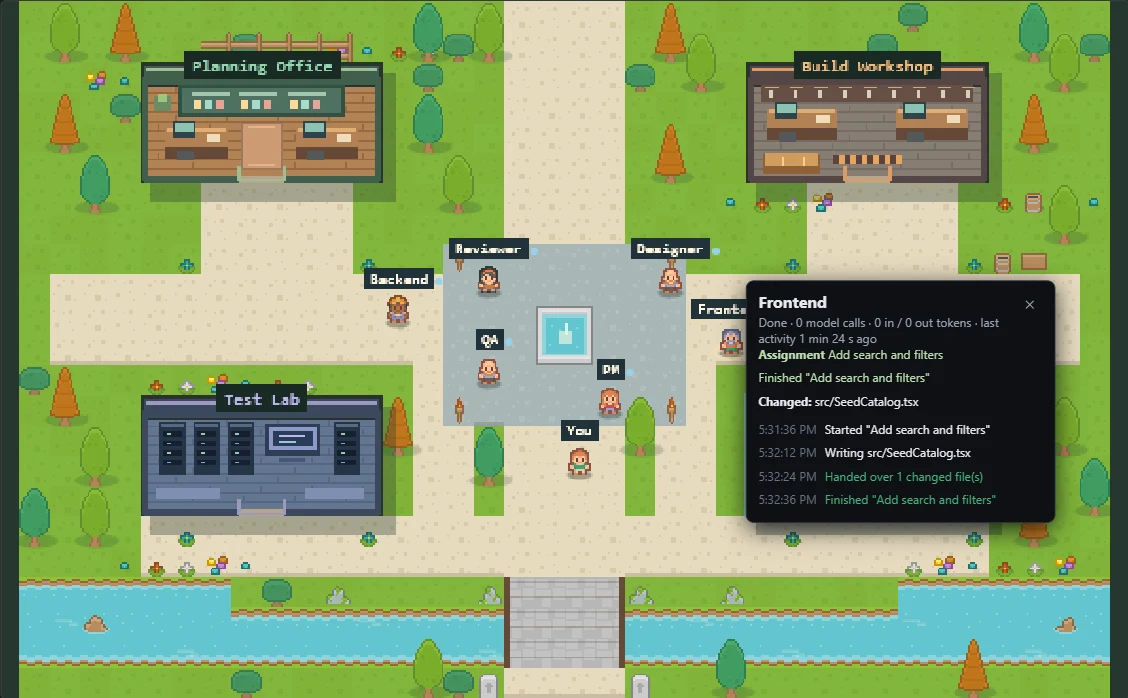 Planning Office
Build Workshop
Reviewer
Designer
Backend
Fronte
QA
PM
You
Test Lab
Frontend
Done · 0 model calls · 0 in / 0 out tokens · last
activity 1 min 24 s ago
Assignment Add search and filters
Finished "Add search and filters"
Changed: src/SeedCatalog.tsx
5:31:36 PM Started "Add search and filters"
5:32:12 PM Writing src/SeedCatalog.tsx
5:32:24 PM Handed over 1 changed file(s)
5:32:36 PM Finished "Add search and filters"